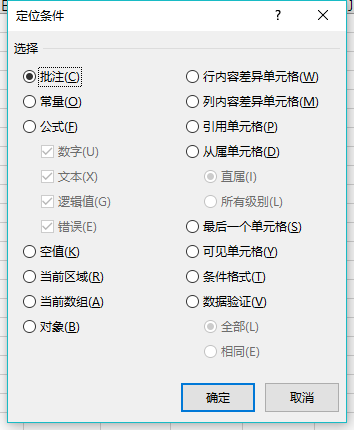 定位条件
?
选择
批注(C)
常量(O)
公式(F)
数字(U)
文本(X)
逻辑值(G)
错误(E)
空值(K)
当前区域(R)
当前数组(A)
对象(B)
行内容差异单元格(W)
列内容差异单元格(M)
引用单元格(P)
从属单元格(D)
直属(I)
所有级别(L)
最后一个单元格(S)
可见单元格(Y)
条件格式(T)
数据验证(V)
全部(L)
相同(E)
确定
取消